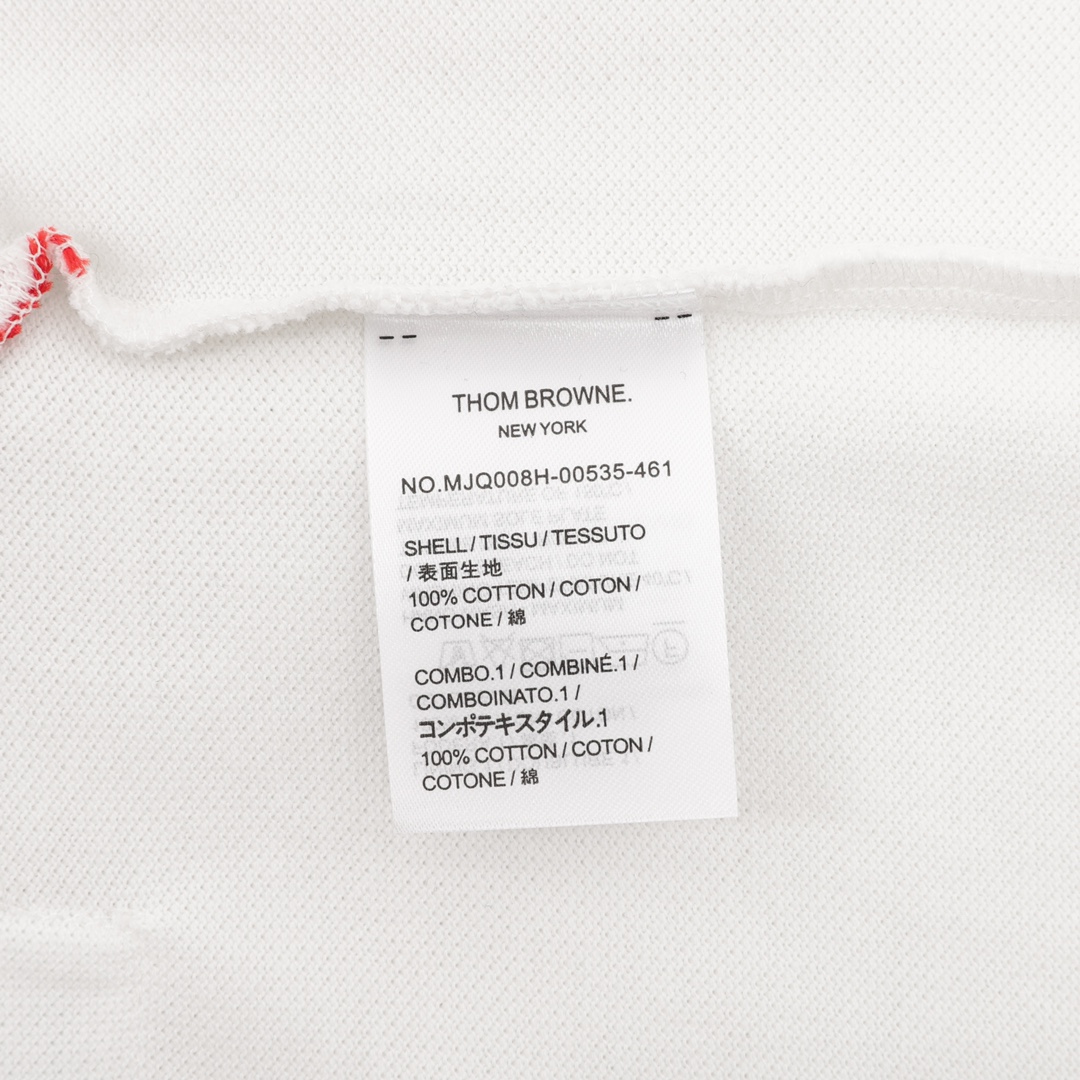 THOM BROWNE.
NEW YORK
NO.MJQ008H-00535-461
SHELL / TISSU / TESSUTO
/ 表面生地
100% COTTON / COTON /
COTONE / 綿
COMBO.1 / COMBINÉ.1 /
COMBOINATO.1 /
コンポテキスタイル.1
100% COTTON / COTON /
COTONE / 綿